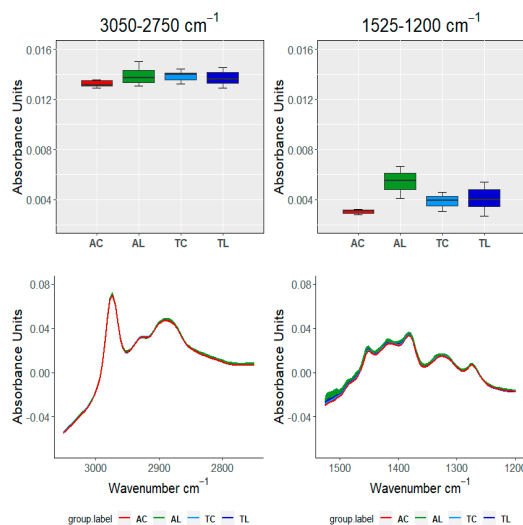 3050-2750 cm⁻¹
1525-1200 cm⁻¹
Absorbance Units
0.016
0.012
0.008
0.004
AC AL TC TL
Absorbance Units
0.016
0.012
0.008
0.004
AC AL TC TL
Absorbance Units
0.08
0.04
0.00
-0.04
3000 2900 2800
Wavenumber cm⁻¹
Absorbance Units
0.08
0.04
0.00
-0.04
1500 1400 1300 1200
Wavenumber cm⁻¹
group.label AC AL TC TL
group.label AC AL TC TL